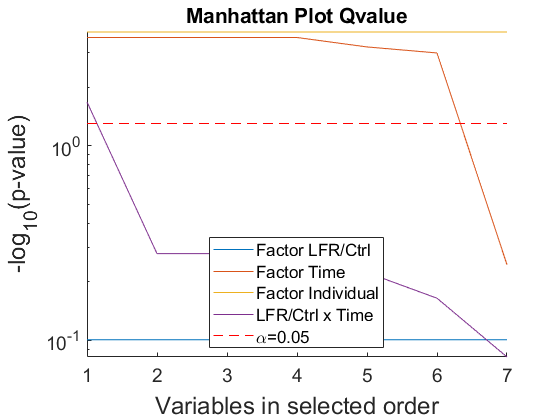 Manhattan Plot Qvalue
-log10(p-value)
10^0
10^-1
Factor LFR/Ctrl
Factor Time
Factor Individual
LFR/Ctrl x Time
α=0.05
1 2 3 4 5 6 7
Variables in selected order